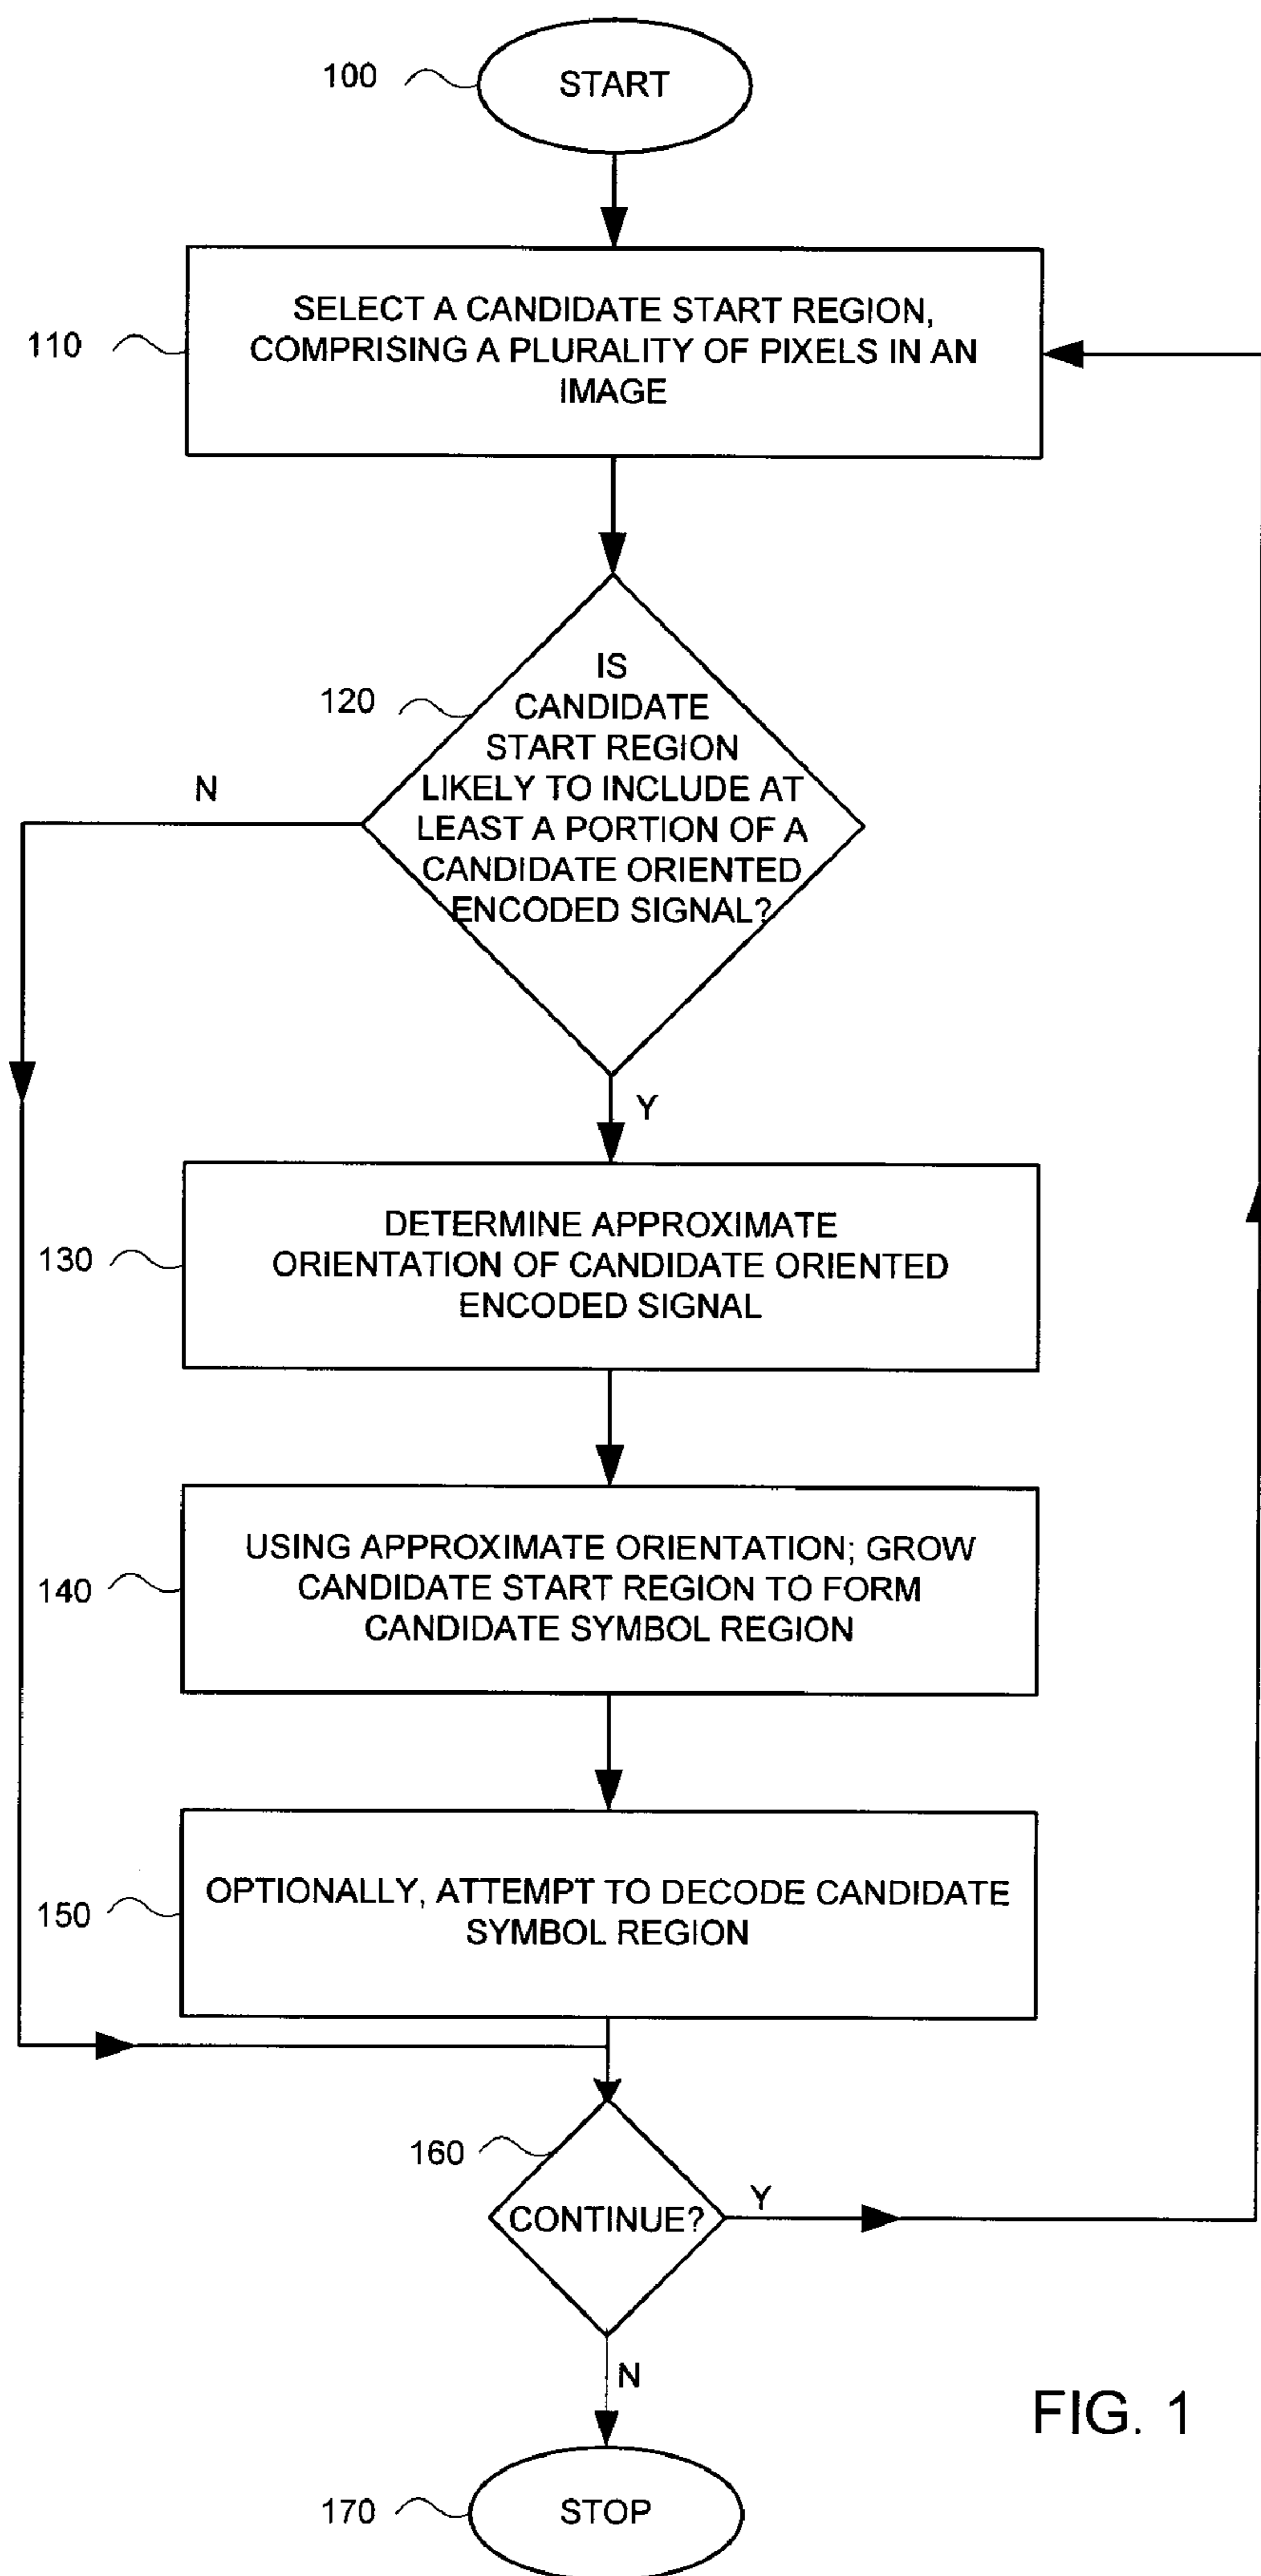 100
START
110
SELECT A CANDIDATE START REGION,
COMPRISING A PLURALITY OF PIXELS IN AN
IMAGE
120
IS
CANDIDATE
START REGION
LIKELY TO INCLUDE AT
LEAST A PORTION OF A
CANDIDATE ORIENTED
ENCODED SIGNAL?
N
Y
130
DETERMINE APPROXIMATE
ORIENTATION OF CANDIDATE ORIENTED
ENCODED SIGNAL
140
USING APPROXIMATE ORIENTATION; GROW
CANDIDATE START REGION TO FORM
CANDIDATE SYMBOL REGION
150
OPTIONALLY, ATTEMPT TO DECODE CANDIDATE
SYMBOL REGION
160
CONTINUE?
Y
N
FIG. 1
170
STOP